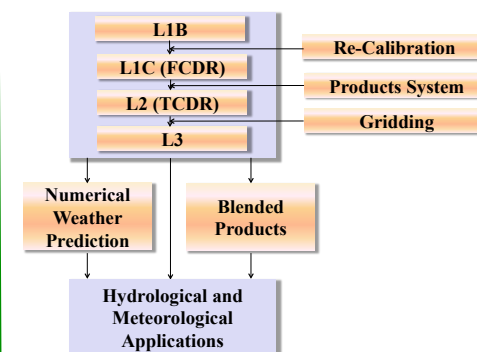 L1B
Re-Calibration
L1C (FCDR)
Products System
L2 (TCDR)
Gridding
L3
Numerical
Weather
Prediction
Blended
Products
Hydrological and
Meteorological
Applications